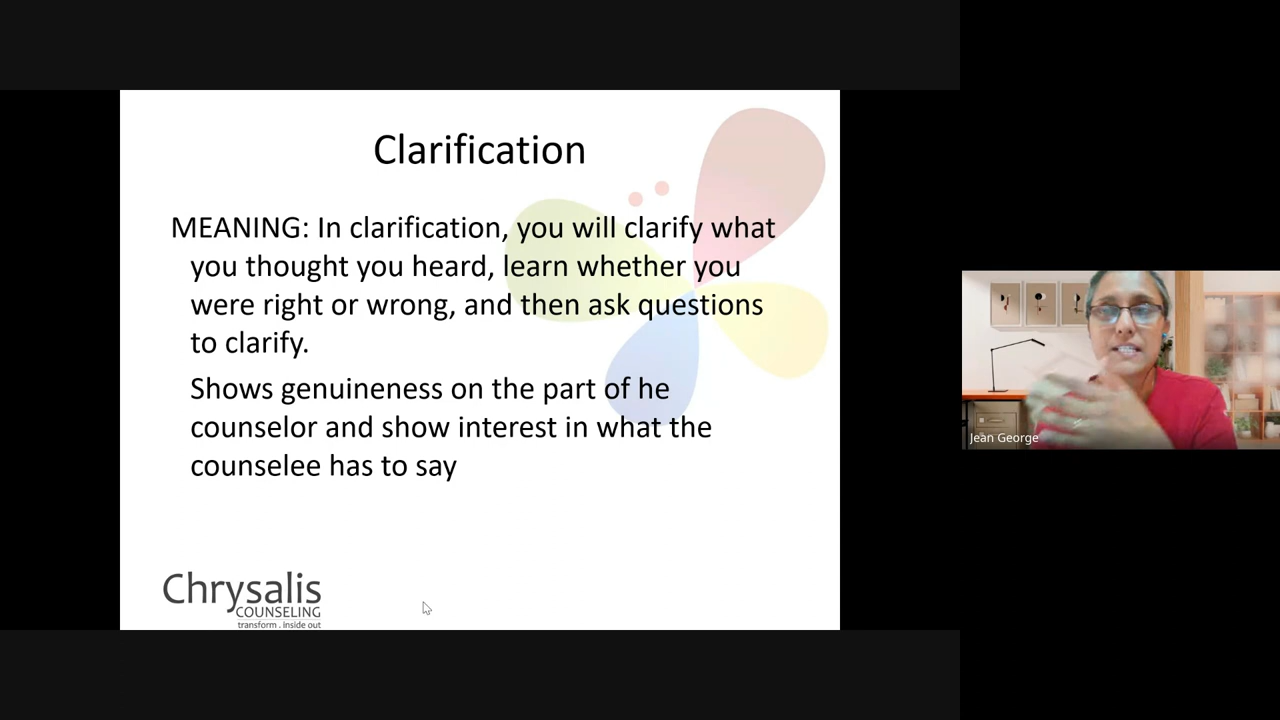 Clarification
MEANING: In clarification, you will clarify what
you thought you heard, learn whether you
were right or wrong, and then ask questions
to clarify.
Shows genuineness on the part of he
counselor and show interest in what the
counselee has to say
Chrysalis
COUNSELING
transform . inside out
Jean George